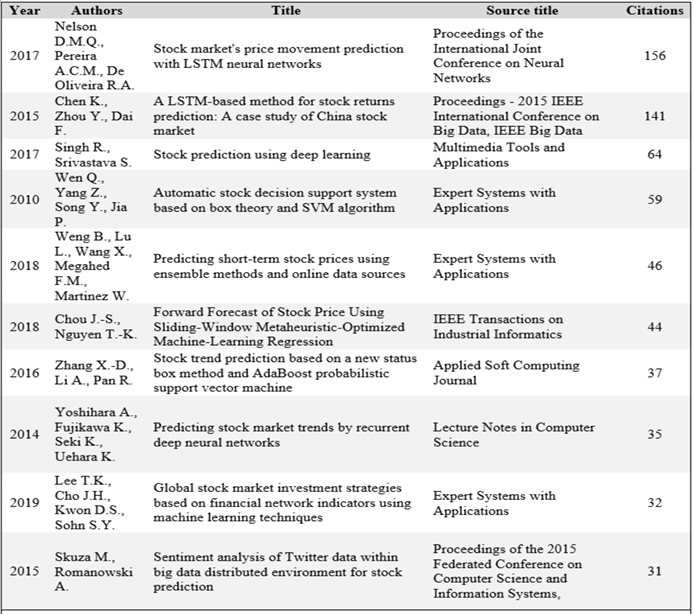 Year Authors Title Source title Citations
2017 Nelson D.M.Q., Pereira A.C.M., De Oliveira R.A. Stock market's price movement prediction with LSTM neural networks Proceedings of the International Joint Conference on Neural Networks 156
2015 Chen K., Zhou Y., Dai F. A LSTM-based method for stock returns prediction: A case study of China stock market Proceedings - 2015 IEEE International Conference on Big Data, IEEE Big Data 141
2017 Singh R., Srivastava S. Stock prediction using deep learning Multimedia Tools and Applications 64
2010 Wen Q., Yang Z., Song Y., Jia P. Automatic stock decision support system based on box theory and SVM algorithm Expert Systems with Applications 59
2018 Weng B., Lu L., Wang X., Megahed F.M., Martinez W. Predicting short-term stock prices using ensemble methods and online data sources Expert Systems with Applications 46
2018 Chou J.-S., Nguyen T.-K. Forward Forecast of Stock Price Using Sliding-Window Metaheuristic-Optimized Machine-Learning Regression IEEE Transactions on Industrial Informatics 44
2016 Zhang X.-D., Li A., Pan R. Stock trend prediction based on a new status box method and AdaBoost probabilistic support vector machine Applied Soft Computing Journal 37
2014 Yoshihara A., Fujikawa K., Seki K., Uehara K. Predicting stock market trends by recurrent deep neural networks Lecture Notes in Computer Science 35
2019 Lee T.K., Cho J.H., Kwon D.S., Sohn S.Y. Global stock market investment strategies based on financial network indicators using machine learning techniques Expert Systems with Applications 32
2015 Skuza M., Romanowski A. Sentiment analysis of Twitter data within big data distributed environment for stock prediction Proceedings of the 2015 Federated Conference on Computer Science and Information Systems, 31